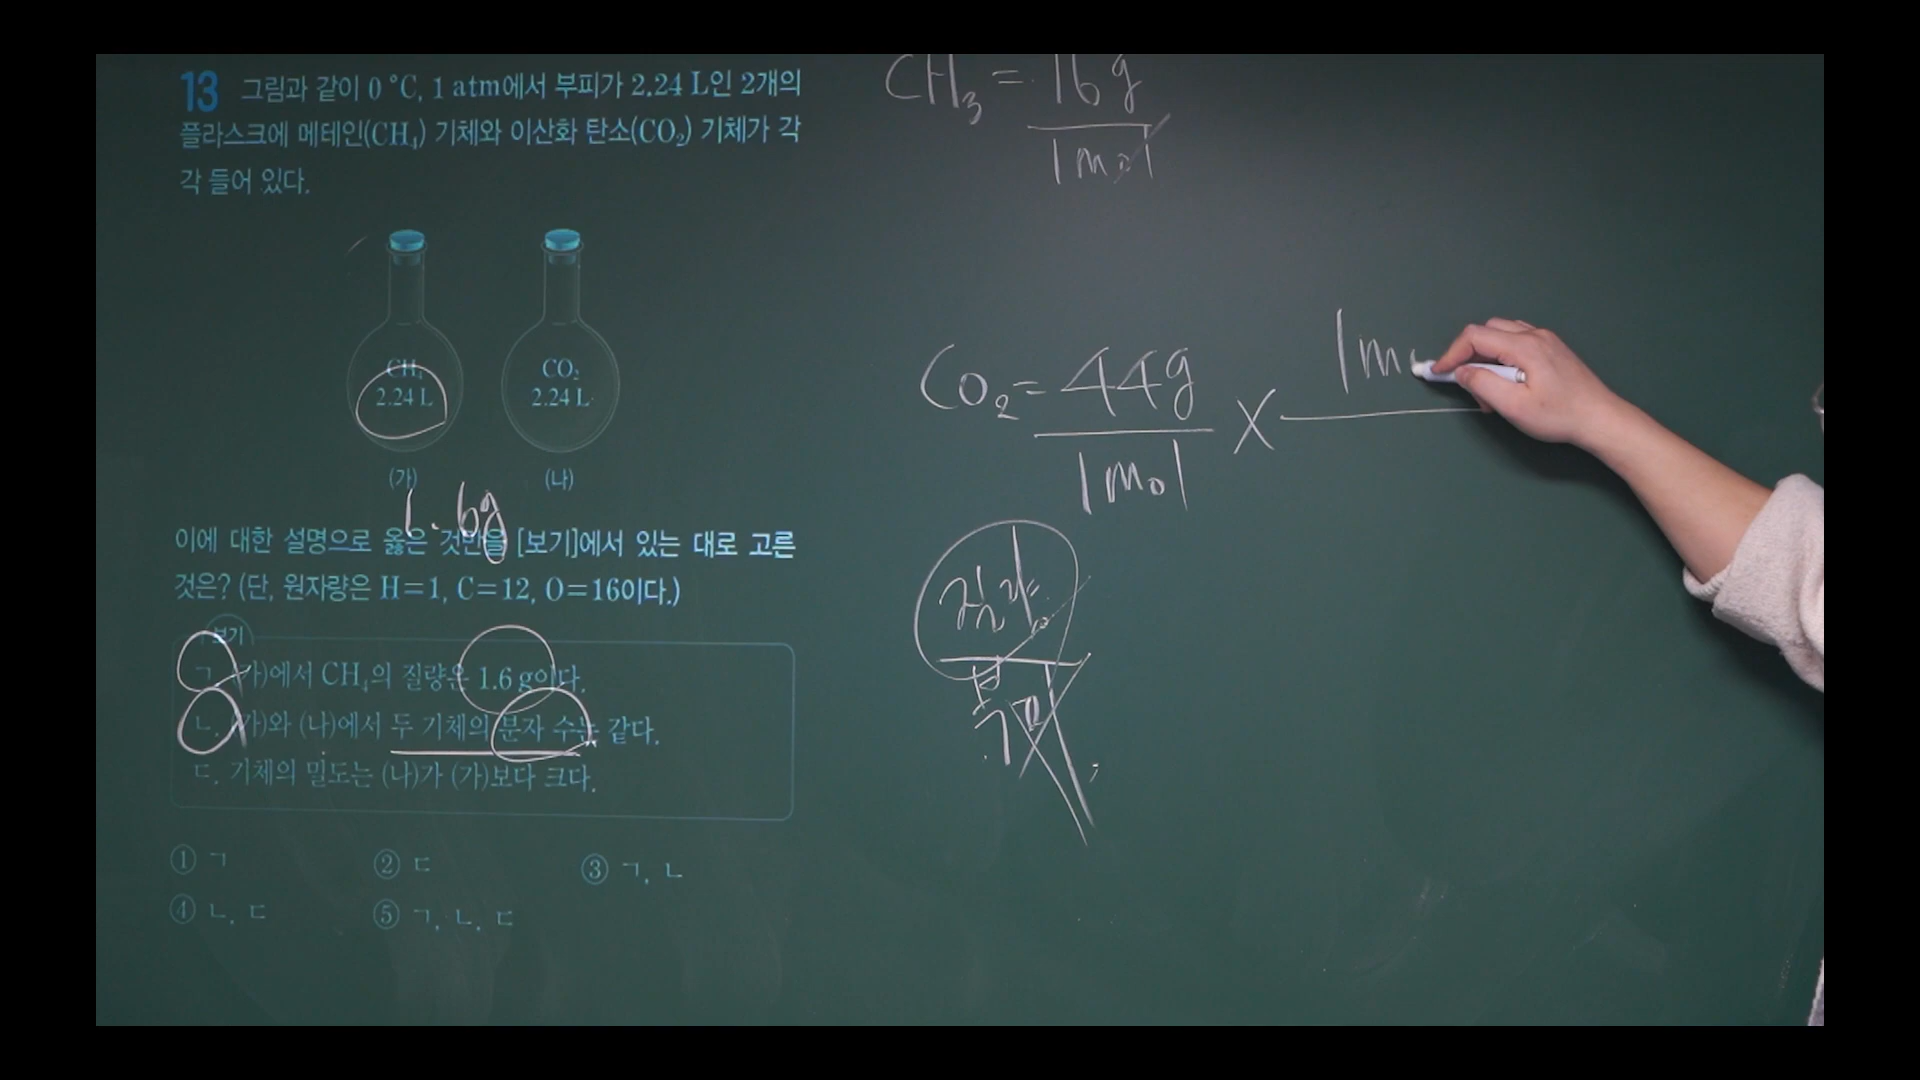 13 그림과 같이 0 °C, 1 atm에서 부피가 2.24 L인 2개의
플라스크에 메테인(CH₄) 기체와 이산화 탄소(CO₂) 기체가 각
각 들어 있다.
CH₄
2.24 L
CO₂
2.24 L
(가)
(나)
1.6g
이에 대한 설명으로 옳은 것만을 [보기]에서 있는 대로 고른
것은? (단, 원자량은 H=1, C=12, O=16이다.)
보기
ㄱ. (가)에서 CH₄의 질량은 1.6 g이다.
ㄴ. (가)와 (나)에서 두 기체의 분자 수는 같다.
ㄷ. 기체의 밀도는 (나)가 (가)보다 크다.
① ㄱ
② ㄷ
③ ㄱ, ㄴ
④ ㄴ, ㄷ
⑤ ㄱ, ㄴ, ㄷ
CH₃ = 16g
1mol
CO₂ = 44g
1mol
× 1mo
질량
부피